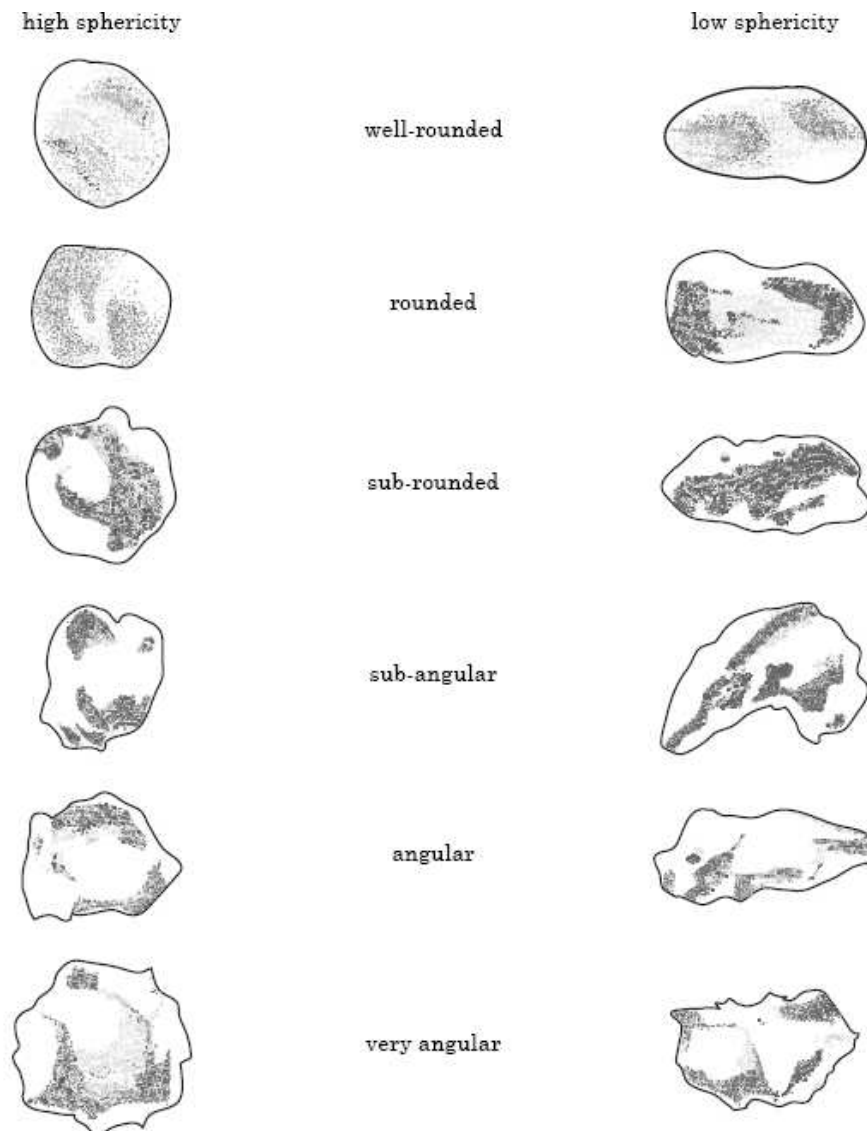 high sphericity
low sphericity
well-rounded
rounded
sub-rounded
sub-angular
angular
very angular